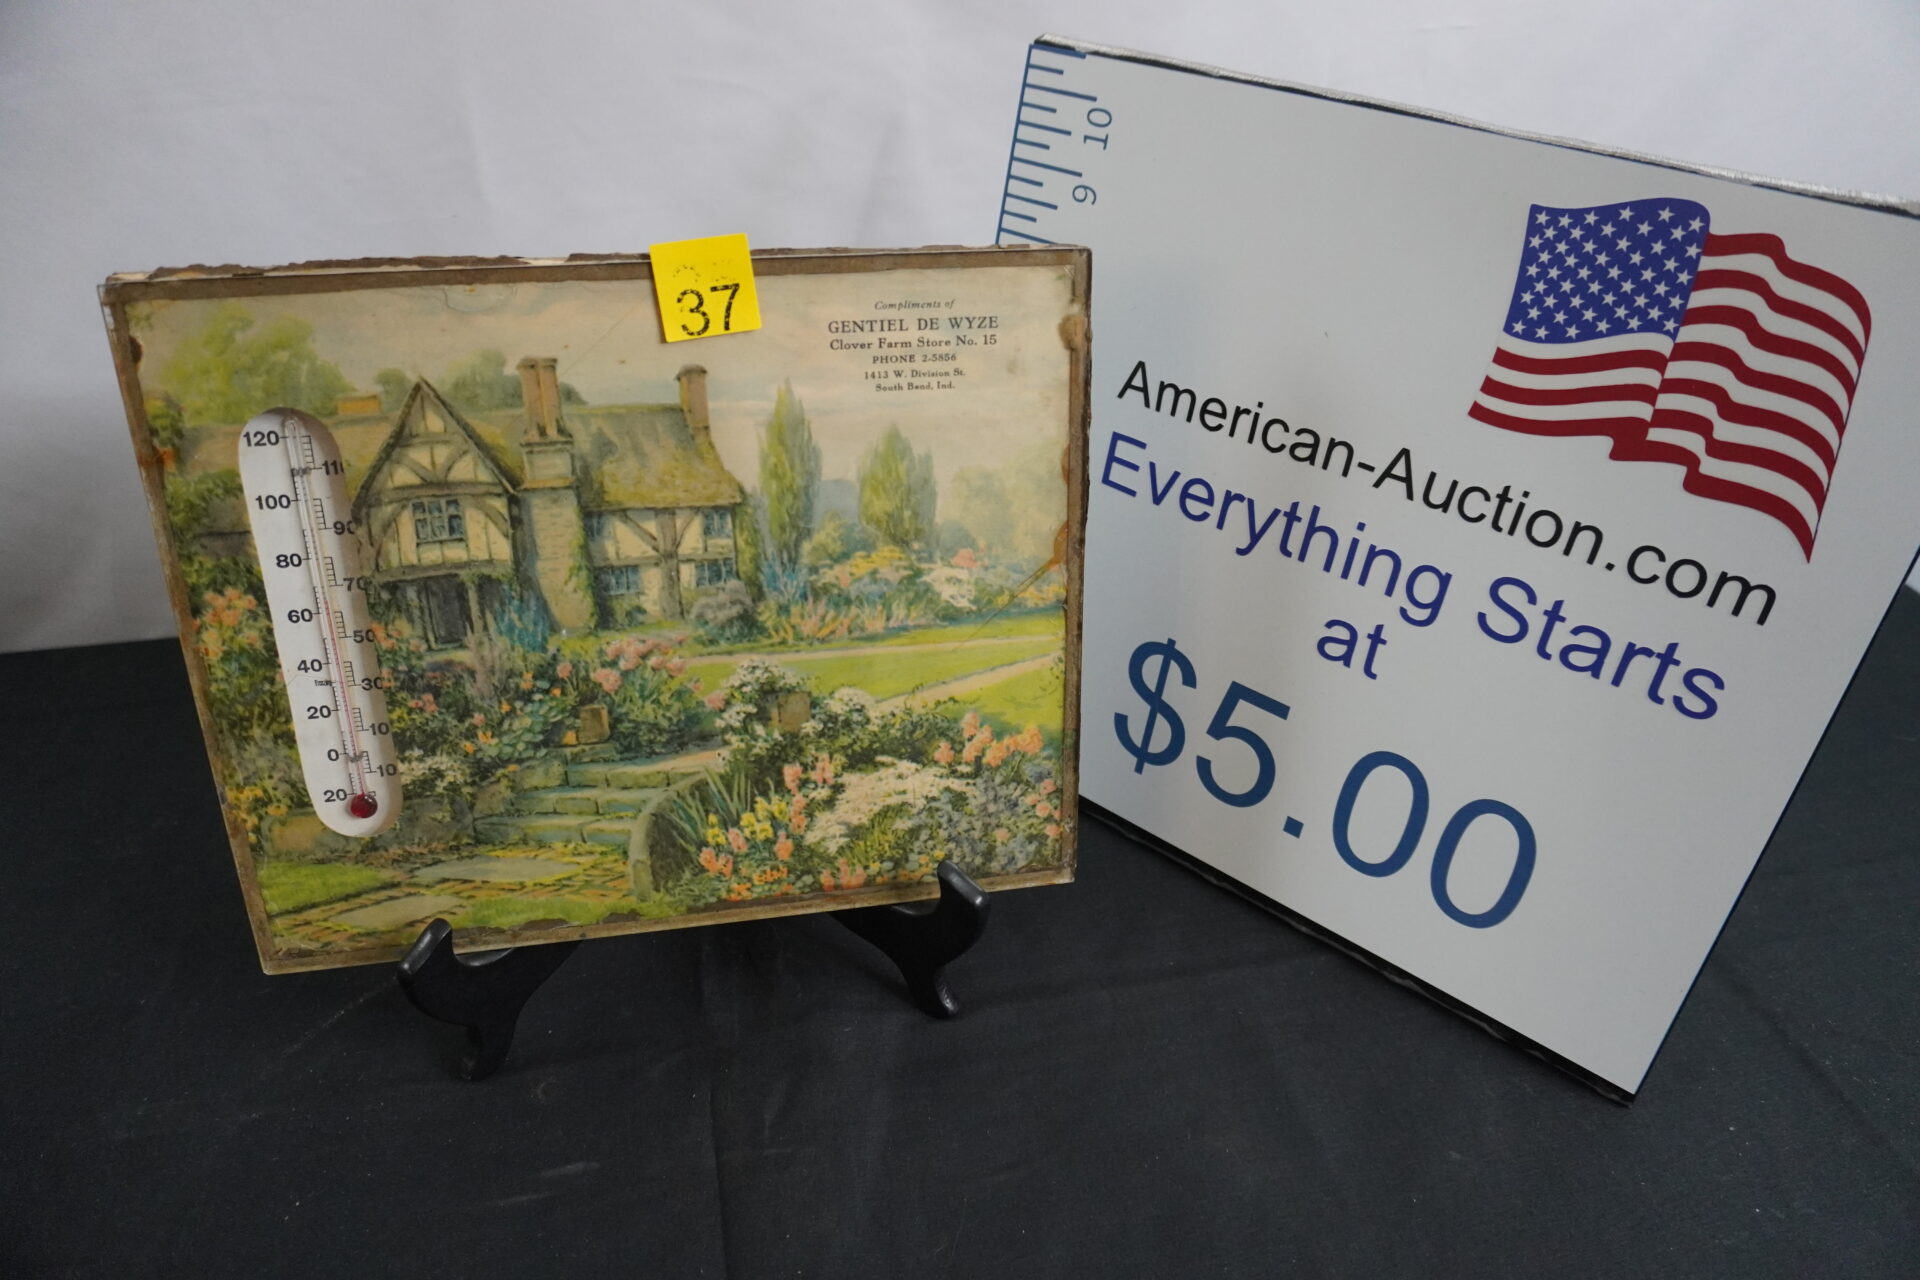 37
Compliments of
GENTIEL DE WYZE
Clover Farm Store No. 15
PHONE 2-5856
1413 W. Division St.
South Bend, Ind.
120
110
100
90
80
70
60
50
40
30
20
10
0
10
20
10
9
American-Auction.com
Everything Starts
at
$5.00